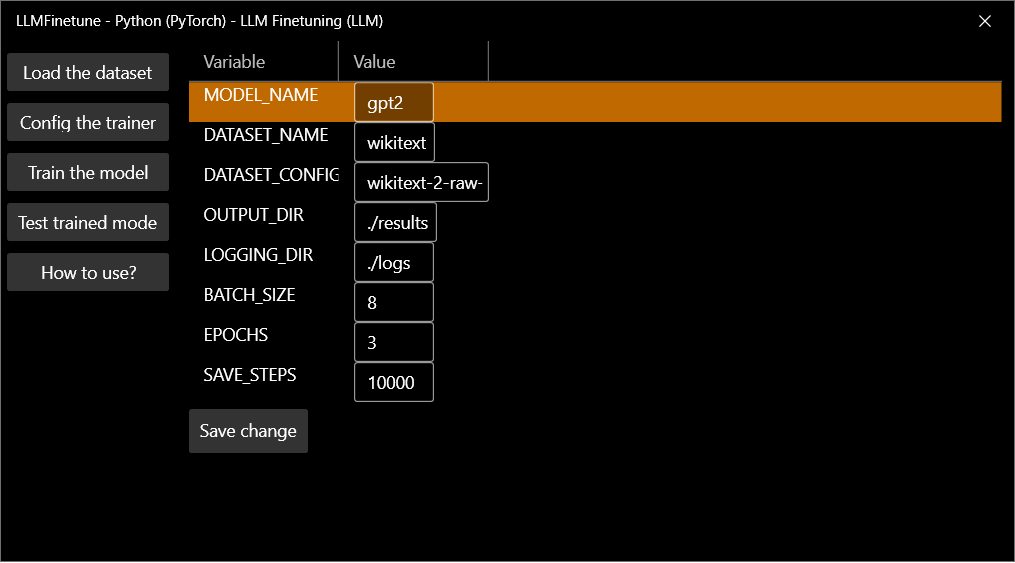 LLMFinetune - Python (PyTorch) - LLM Finetuning (LLM)
Load the dataset
Config the trainer
Train the model
Test trained mode
How to use?
Variable Value
MODEL_NAME gpt2
DATASET_NAME wikitext
DATASET_CONFIG wikitext-2-raw-
OUTPUT_DIR ./results
LOGGING_DIR ./logs
BATCH_SIZE 8
EPOCHS 3
SAVE_STEPS 10000
Save change